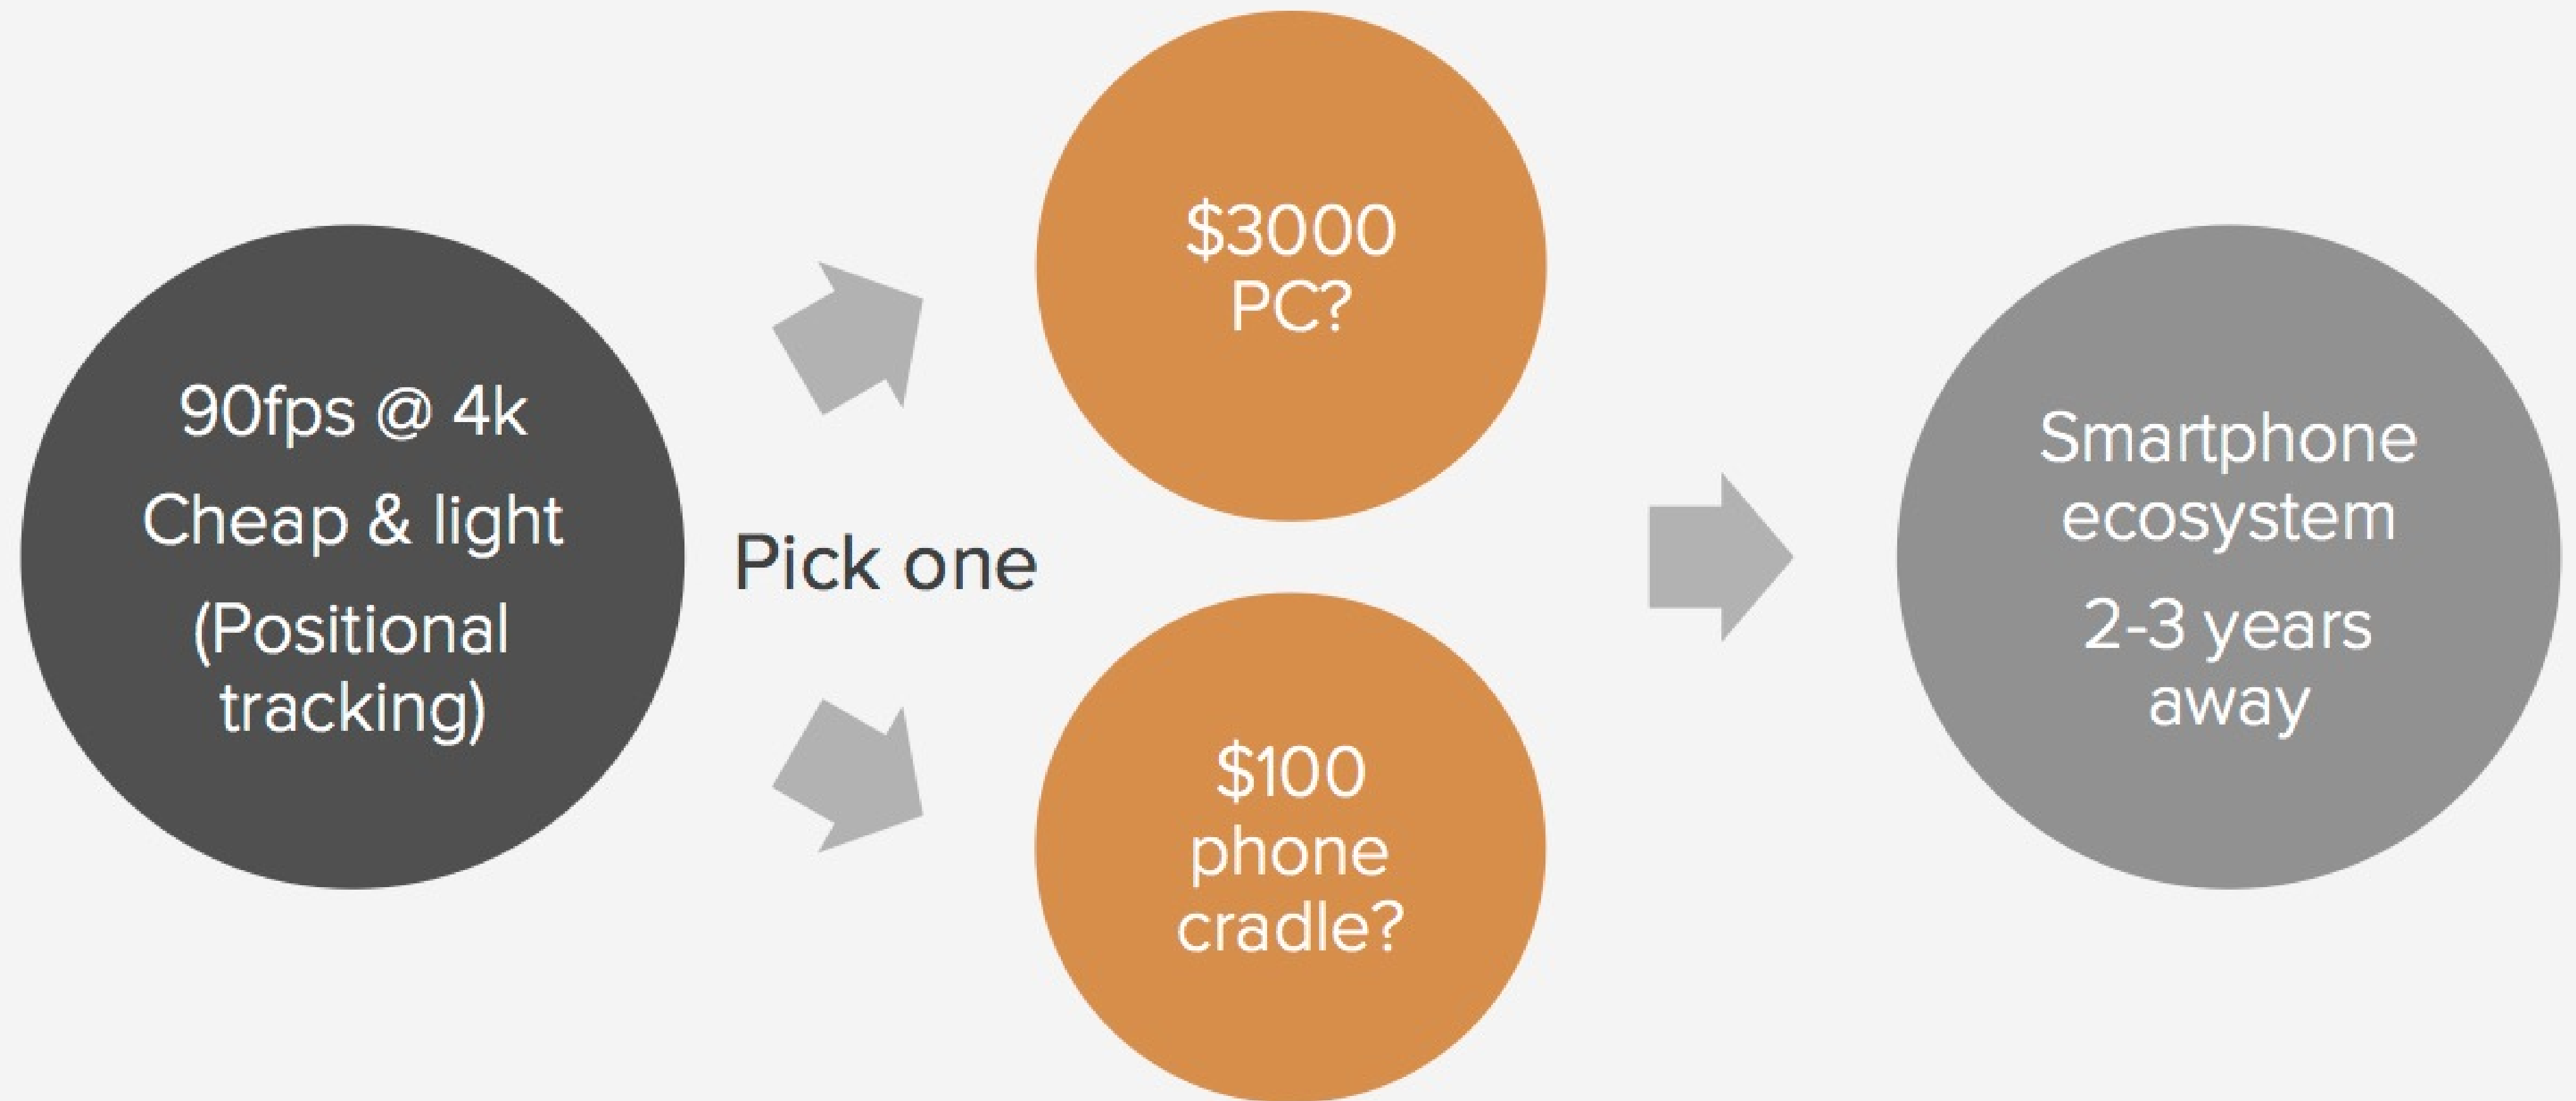 90fps @ 4k
Cheap & light
(Positional
tracking)
Pick one
$3000
PC?
$100
phone
cradle?
Smartphone
ecosystem
2-3 years
away